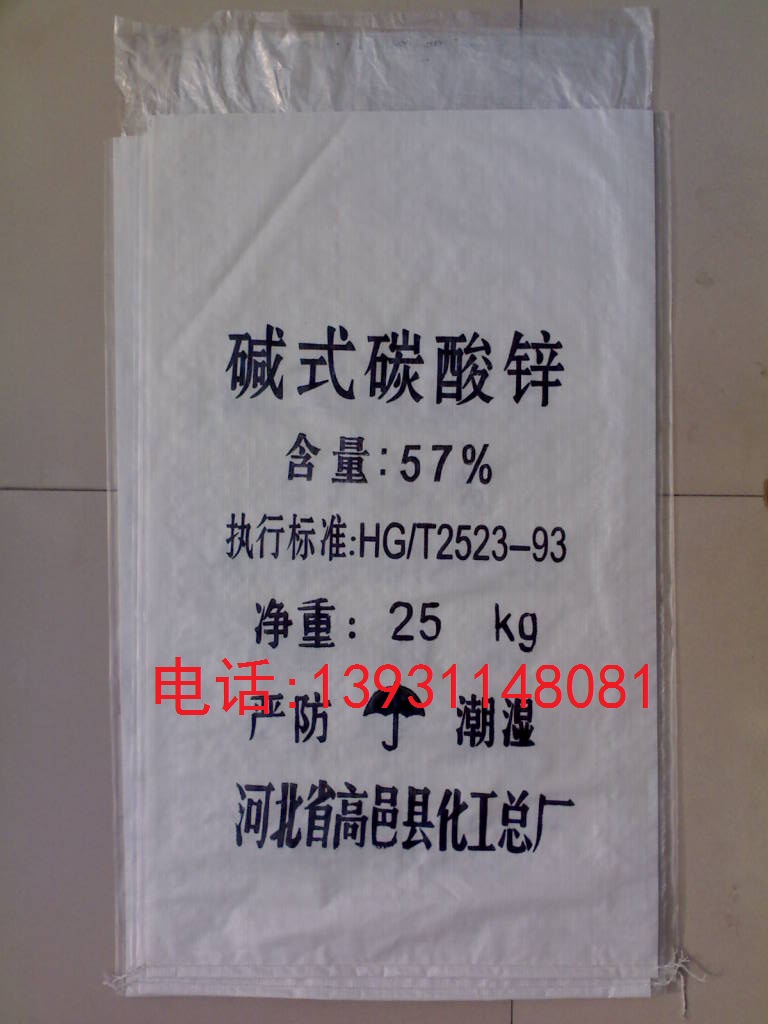 碱式碳酸锌
含量:57%
执行标准:HG/T2523-93
净重: 25 kg
电话:13931148081
严防 潮湿
河北省高邑县化工总厂